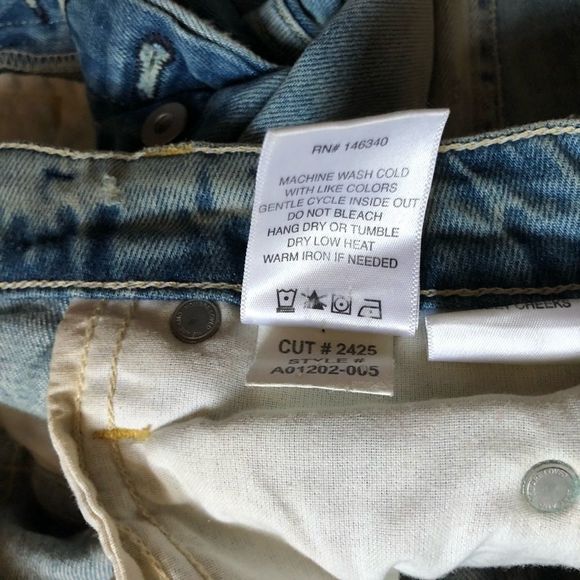 RN# 146340
MACHINE WASH COLD
WITH LIKE COLORS
GENTLE CYCLE INSIDE OUT
DO NOT BLEACH
HANG DRY OR TUMBLE
DRY LOW HEAT
WARM IRON IF NEEDED
CHEEKS
CUT # 2425
STYLE #
A01202-005